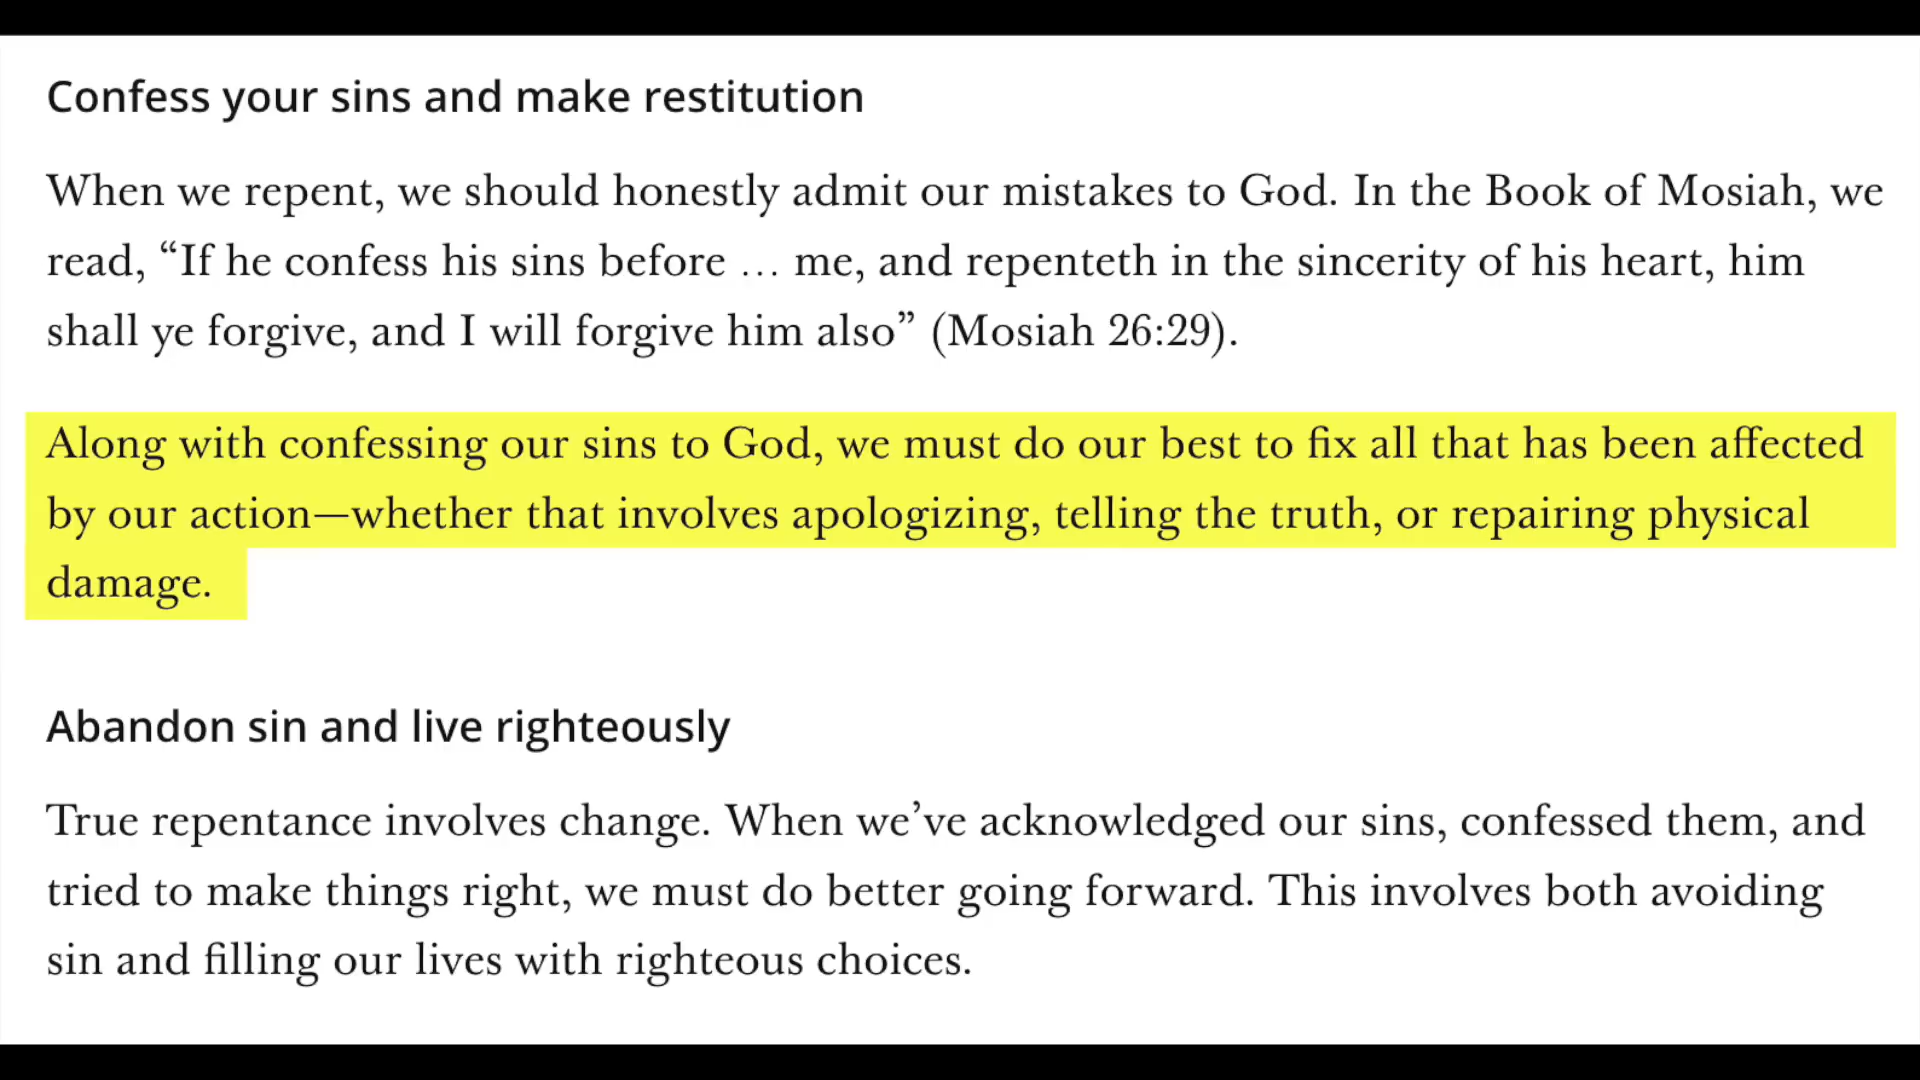 Confess your sins and make restitution
When we repent, we should honestly admit our mistakes to God. In the Book of Mosiah, we
read, “If he confess his sins before … me, and repenteth in the sincerity of his heart, him
shall ye forgive, and I will forgive him also” (Mosiah 26:29).
Along with confessing our sins to God, we must do our best to fix all that has been affected
by our action—whether that involves apologizing, telling the truth, or repairing physical
damage.
Abandon sin and live righteously
True repentance involves change. When we’ve acknowledged our sins, confessed them, and
tried to make things right, we must do better going forward. This involves both avoiding
sin and filling our lives with righteous choices.